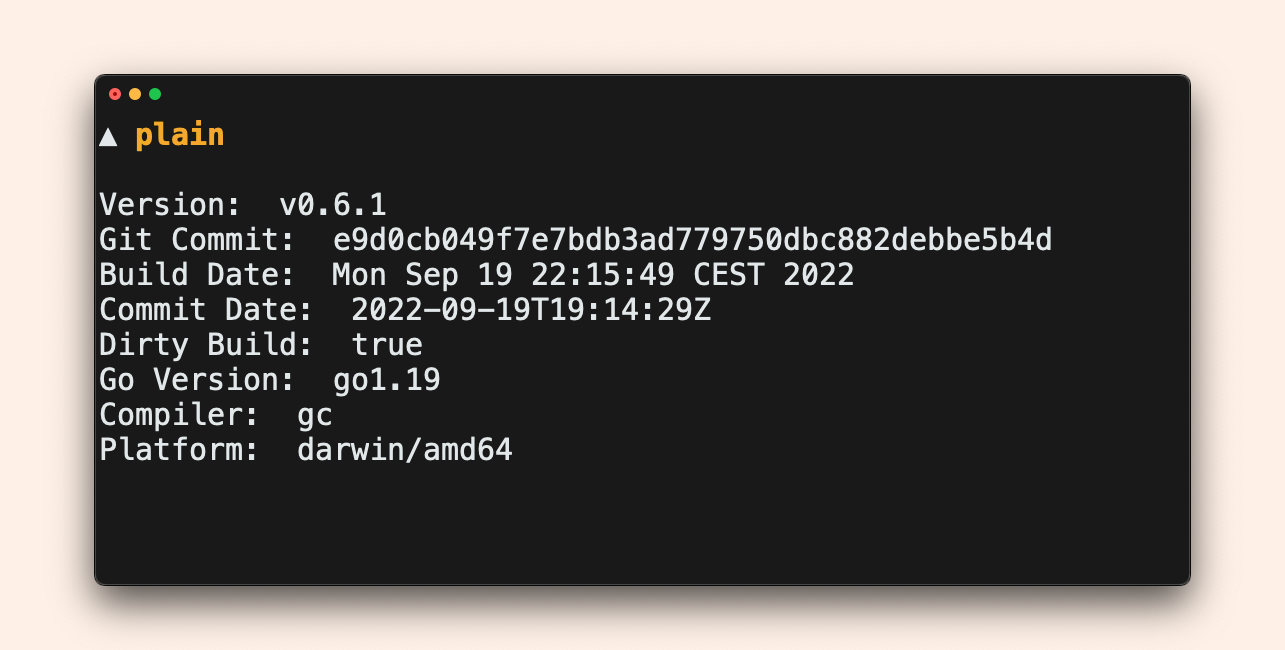 ▲ plain
Version:  v0.6.1
Git Commit:  e9d0cb049f7e7bdb3ad779750dbc882debbe5b4d
Build Date:  Mon Sep 19 22:15:49 CEST 2022
Commit Date:  2022-09-19T19:14:29Z
Dirty Build:  true
Go Version:  go1.19
Compiler:  gc
Platform:  darwin/amd64